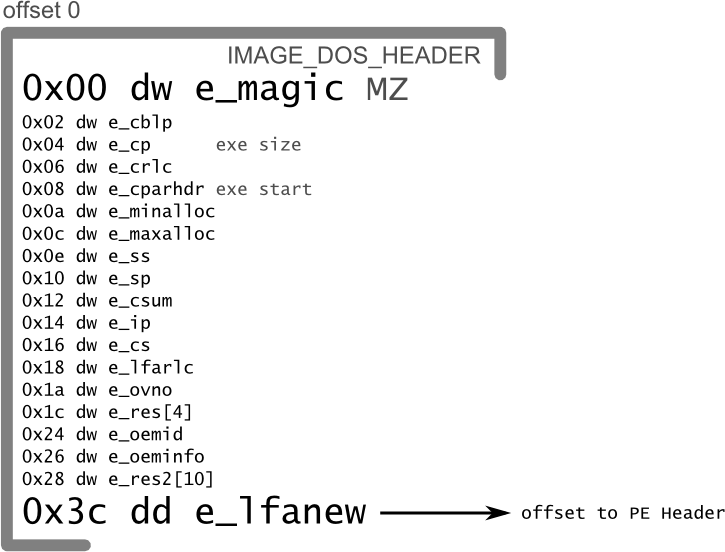 offset 0
IMAGE_DOS_HEADER
0x00 dw e_magic MZ
0x02 dw e_cblp
0x04 dw e_cp exe size
0x06 dw e_crlc
0x08 dw e_cparhdr exe start
0x0a dw e_minalloc
0x0c dw e_maxalloc
0x0e dw e_ss
0x10 dw e_sp
0x12 dw e_csum
0x14 dw e_ip
0x16 dw e_cs
0x18 dw e_lfarlc
0x1a dw e_ovno
0x1c dw e_res[4]
0x24 dw e_oemid
0x26 dw e_oeminfo
0x28 dw e_res2[10]
0x3c dd e_lfanew offset to PE Header